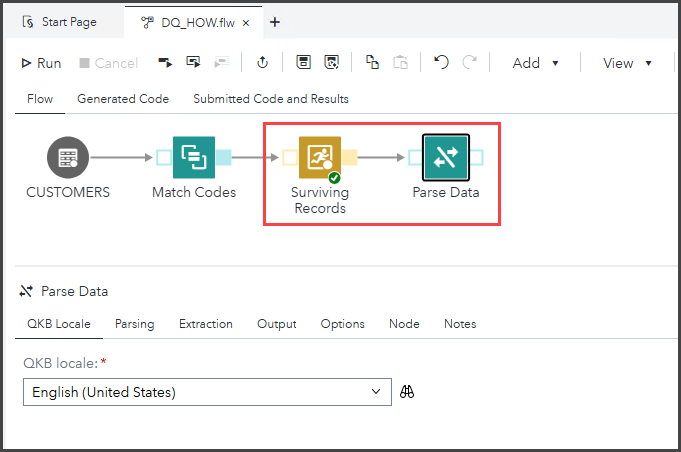 Start Page DQ_HOW.flw × +
Run Cancel Add View
Flow Generated Code Submitted Code and Results
CUSTOMERS Match Codes Surviving Records Parse Data
Parse Data
QKB Locale Parsing Extraction Output Options Node Notes
QKB locale:*
English (United States)